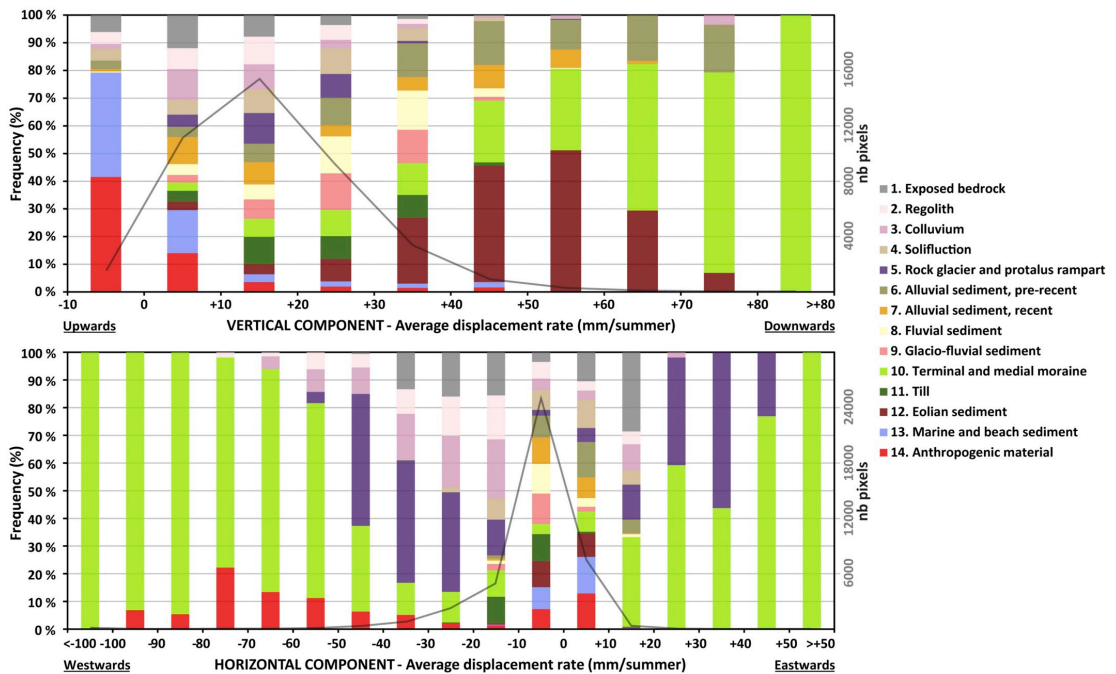 100 %
90 %
80 %
70 %
60 %
50 %
40 %
30 %
20 %
10 %
0 %
Frequency (%)
16000
12000
8000
4000
nb pixels
-10 0 +10 +20 +30 +40 +50 +60 +70 >+80
Upwards VERTICAL COMPONENT - Average displacement rate (mm/summer) Downwards
100 %
90 %
80 %
70 %
60 %
50 %
40 %
30 %
20 %
10 %
0 %
Frequency (%)
24000
18000
12000
6000
nb pixels
<-100 -100 -90 -80 -70 -60 -50 -40 -30 -20 -10 0 +10 +20 +30 +40 +50 >+50
Westwards HORIZONTAL COMPONENT - Average displacement rate (mm/summer) Eastwards
1. Exposed bedrock
2. Regolith
3. Colluvium
4. Solifluction
5. Rock glacier and protalus rampart
6. Alluvial sediment, pre-recent
7. Alluvial sediment, recent
8. Fluvial sediment
9. Glacio-fluvial sediment
10. Terminal and medial moraine
11. Till
12. Eolian sediment
13. Marine and beach sediment
14. Anthropogenic material